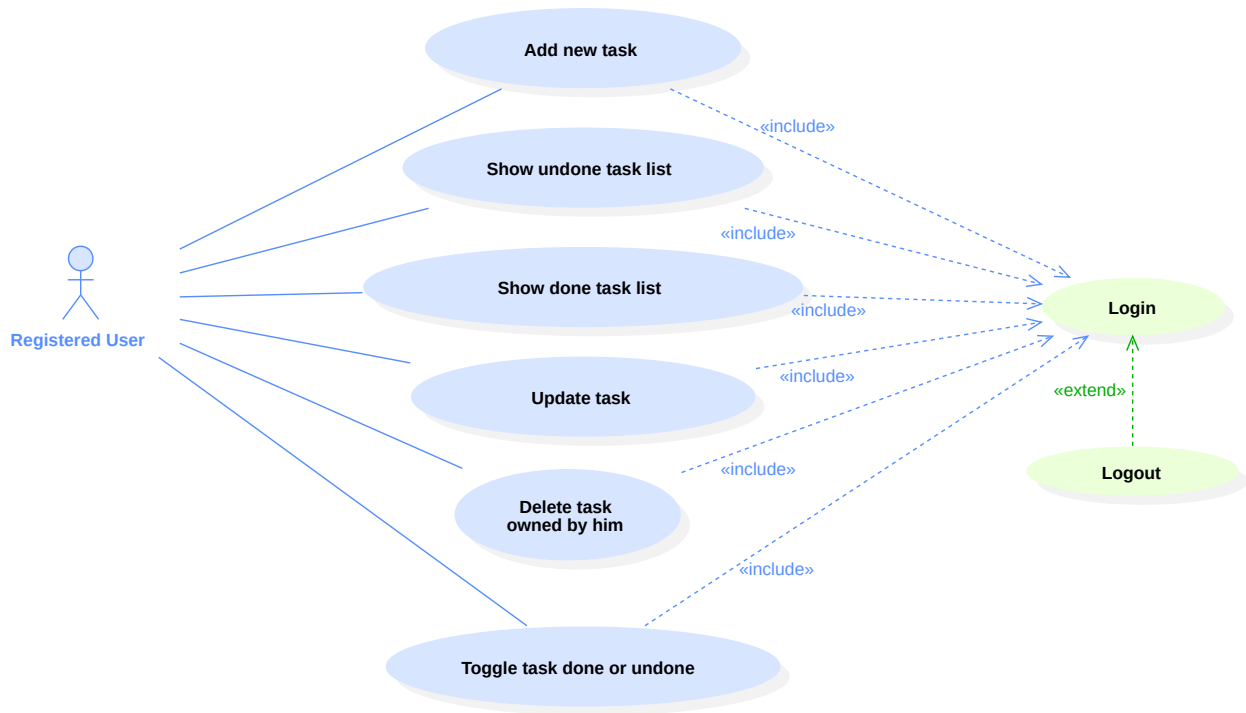 Add new task
«include»
Show undone task list
«include»
Show done task list
«include»
Login
Registered User
Update task
«include»
«extend»
Delete task
owned by him
«include»
Logout
«include»
Toggle task done or undone